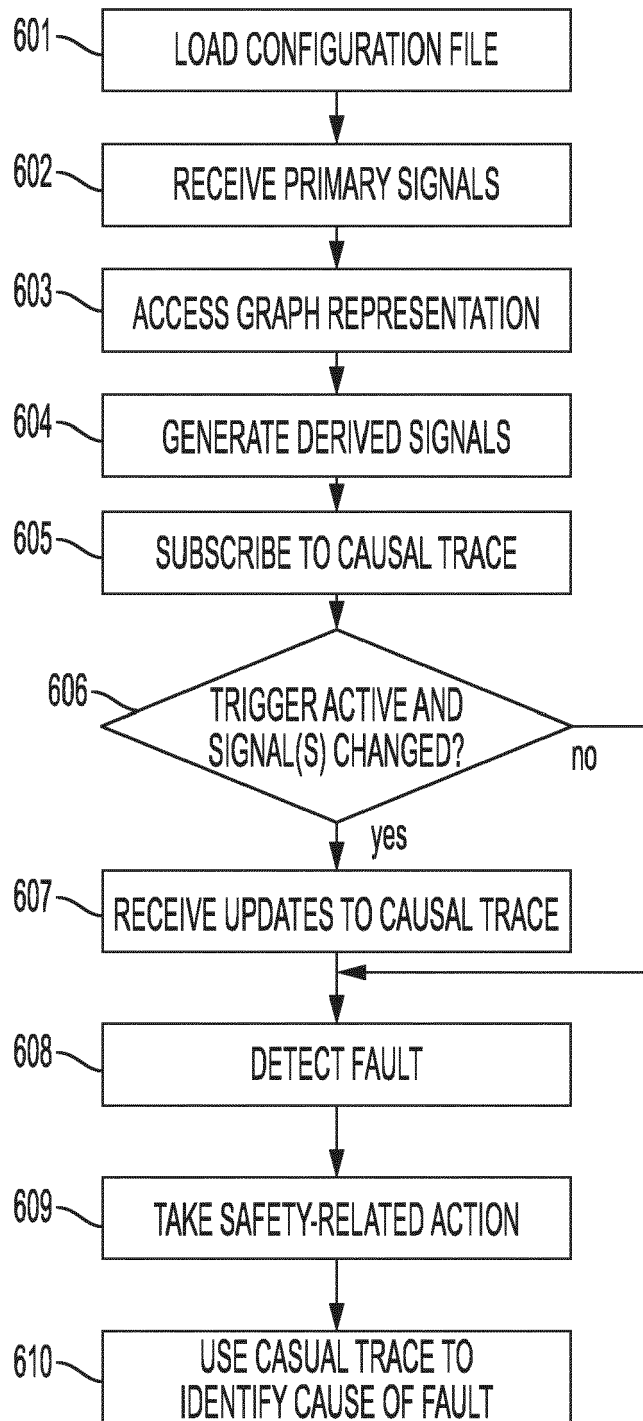 601
LOAD CONFIGURATION FILE
602
RECEIVE PRIMARY SIGNALS
603
ACCESS GRAPH REPRESENTATION
604
GENERATE DERIVED SIGNALS
605
SUBSCRIBE TO CAUSAL TRACE
606
TRIGGER ACTIVE AND
SIGNAL(S) CHANGED?
no
yes
607
RECEIVE UPDATES TO CAUSAL TRACE
608
DETECT FAULT
609
TAKE SAFETY-RELATED ACTION
610
USE CASUAL TRACE TO
IDENTIFY CAUSE OF FAULT